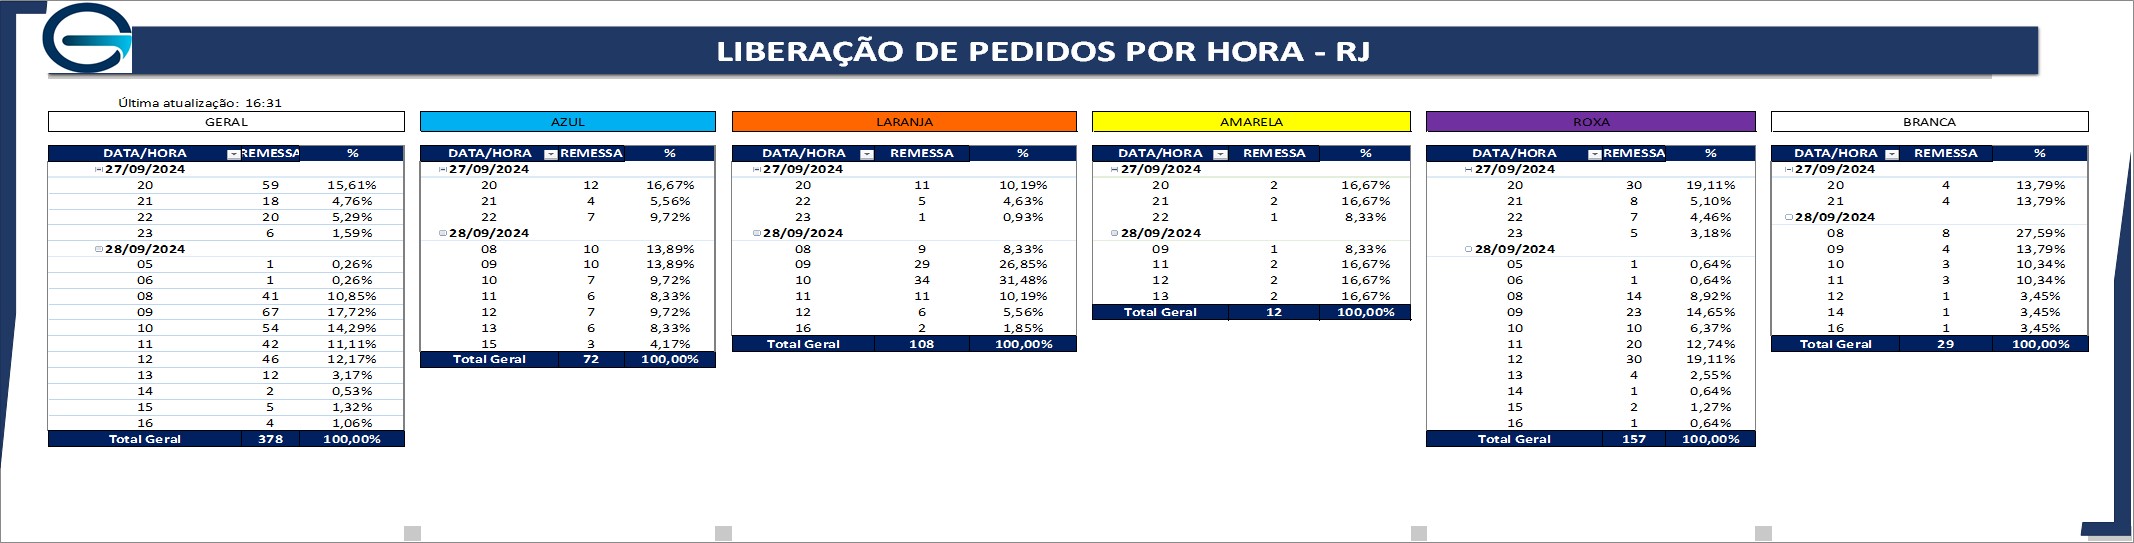 LIBERAÇÃO DE PEDIDOS POR HORA - RJ
Última atualização: 16:31
GERAL
DATA/HORA REMESSA %
27/09/2024
20 59 15,61%
21 18 4,76%
22 20 5,29%
23 6 1,59%
28/09/2024
05 1 0,26%
06 1 0,26%
08 41 10,85%
09 67 17,72%
10 54 14,29%
11 42 11,11%
12 46 12,17%
13 12 3,17%
14 2 0,53%
15 5 1,32%
16 4 1,06%
Total Geral 378 100,00%
AZUL
DATA/HORA REMESSA %
27/09/2024
20 12 16,67%
21 4 5,56%
22 7 9,72%
28/09/2024
08 10 13,89%
09 10 13,89%
10 7 9,72%
11 6 8,33%
12 7 9,72%
13 6 8,33%
15 3 4,17%
Total Geral 72 100,00%
LARANJA
DATA/HORA REMESSA %
27/09/2024
20 11 10,19%
22 5 4,63%
23 1 0,93%
28/09/2024
08 9 8,33%
09 29 26,85%
10 34 31,48%
11 11 10,19%
12 6 5,56%
16 2 1,85%
Total Geral 108 100,00%
AMARELA
DATA/HORA REMESSA %
27/09/2024
20 2 16,67%
21 2 16,67%
22 1 8,33%
28/09/2024
09 1 8,33%
11 2 16,67%
12 2 16,67%
13 2 16,67%
Total Geral 12 100,00%
ROXA
DATA/HORA REMESSA %
27/09/2024
20 30 19,11%
21 8 5,10%
22 7 4,46%
23 5 3,18%
28/09/2024
05 1 0,64%
06 1 0,64%
08 14 8,92%
09 23 14,65%
10 10 6,37%
11 20 12,74%
12 30 19,11%
13 4 2,55%
14 1 0,64%
15 2 1,27%
16 1 0,64%
Total Geral 157 100,00%
BRANCA
DATA/HORA REMESSA %
27/09/2024
20 4 13,79%
21 4 13,79%
28/09/2024
08 8 27,59%
09 4 13,79%
10 3 10,34%
11 3 10,34%
12 1 3,45%
14 1 3,45%
16 1 3,45%
Total Geral 29 100,00%